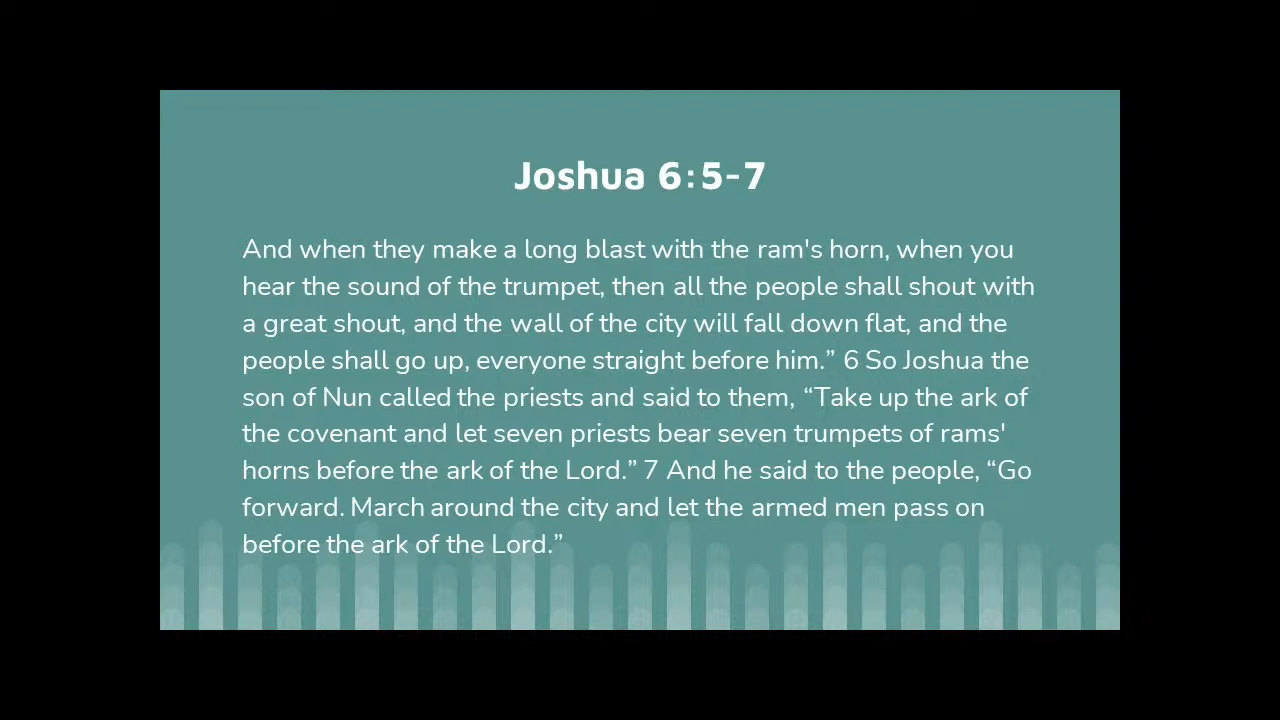 Joshua 6:5-7
And when they make a long blast with the ram's horn, when you
hear the sound of the trumpet, then all the people shall shout with
a great shout, and the wall of the city will fall down flat, and the
people shall go up, everyone straight before him.” 6 So Joshua the
son of Nun called the priests and said to them, “Take up the ark of
the covenant and let seven priests bear seven trumpets of rams'
horns before the ark of the Lord.” 7 And he said to the people, “Go
forward. March around the city and let the armed men pass on
before the ark of the Lord.”